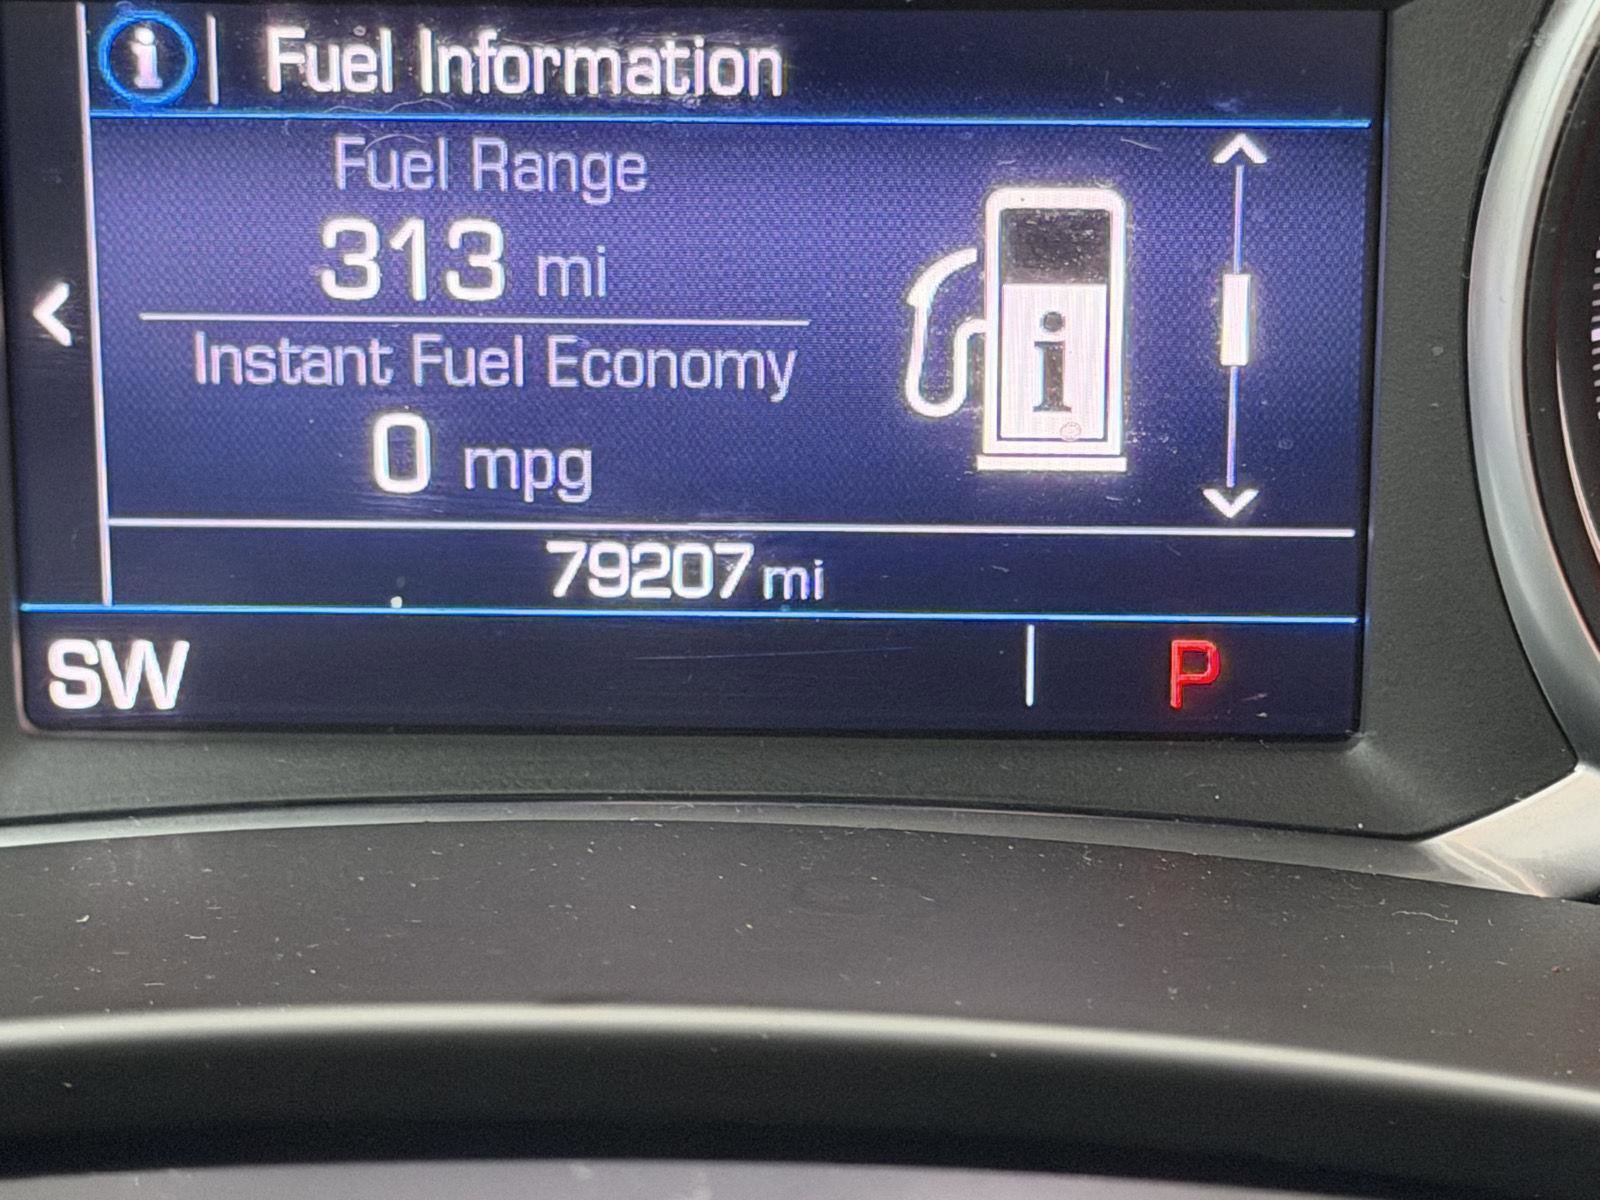 i | Fuel Information
Fuel Range
313 mi
Instant Fuel Economy
0 mpg
i
79207 mi
SW | P